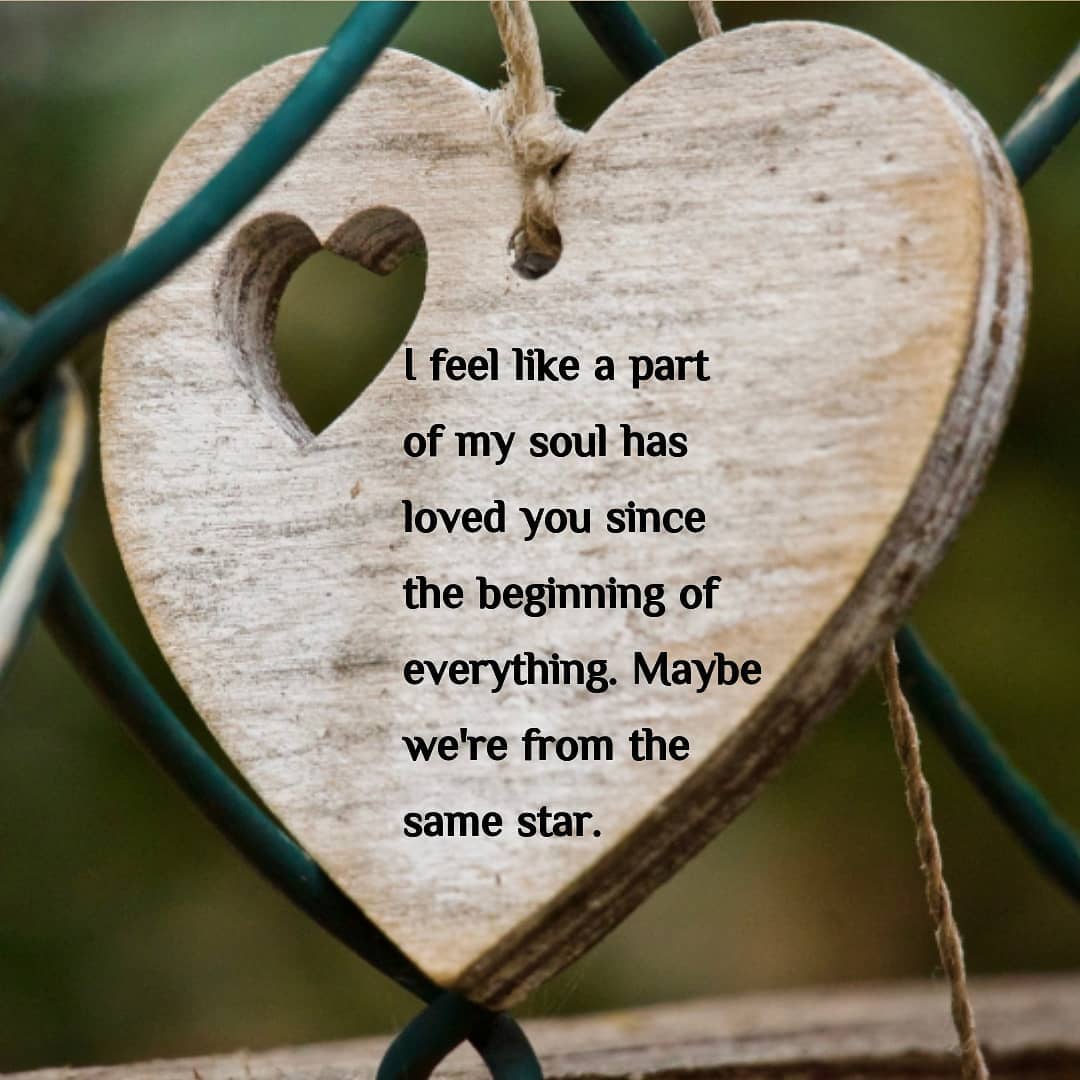 I feel like a part
of my soul has
loved you since
the beginning of
everything. Maybe
we're from the
same star.